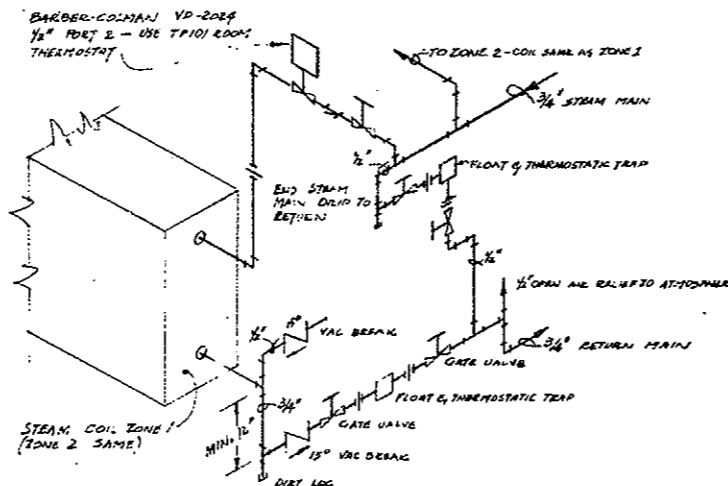 BARBER-COLMAN VP-2024
1/2" PORT 2 - USE TP101 ROOM
THERMOSTAT
TO ZONE 2 - COIL SAME AS ZONE 1
3/4" STEAM MAIN
1/2"
FLOAT & THERMOSTATIC TRAP
END STEAM
MAIN DRIP TO
RETURN
1/2"
1/2" OPEN AIR RELIEF TO ATMOSPHERE
3/4" RETURN MAIN
1/2"
15°
VAC BREAK
GATE VALVE
FLOAT & THERMOSTATIC TRAP
GATE VALVE
3/4"
MIN. 12"
STEAM COIL ZONE 1
(ZONE 2 SAME)
15° VAC BREAK
DIRT LEG